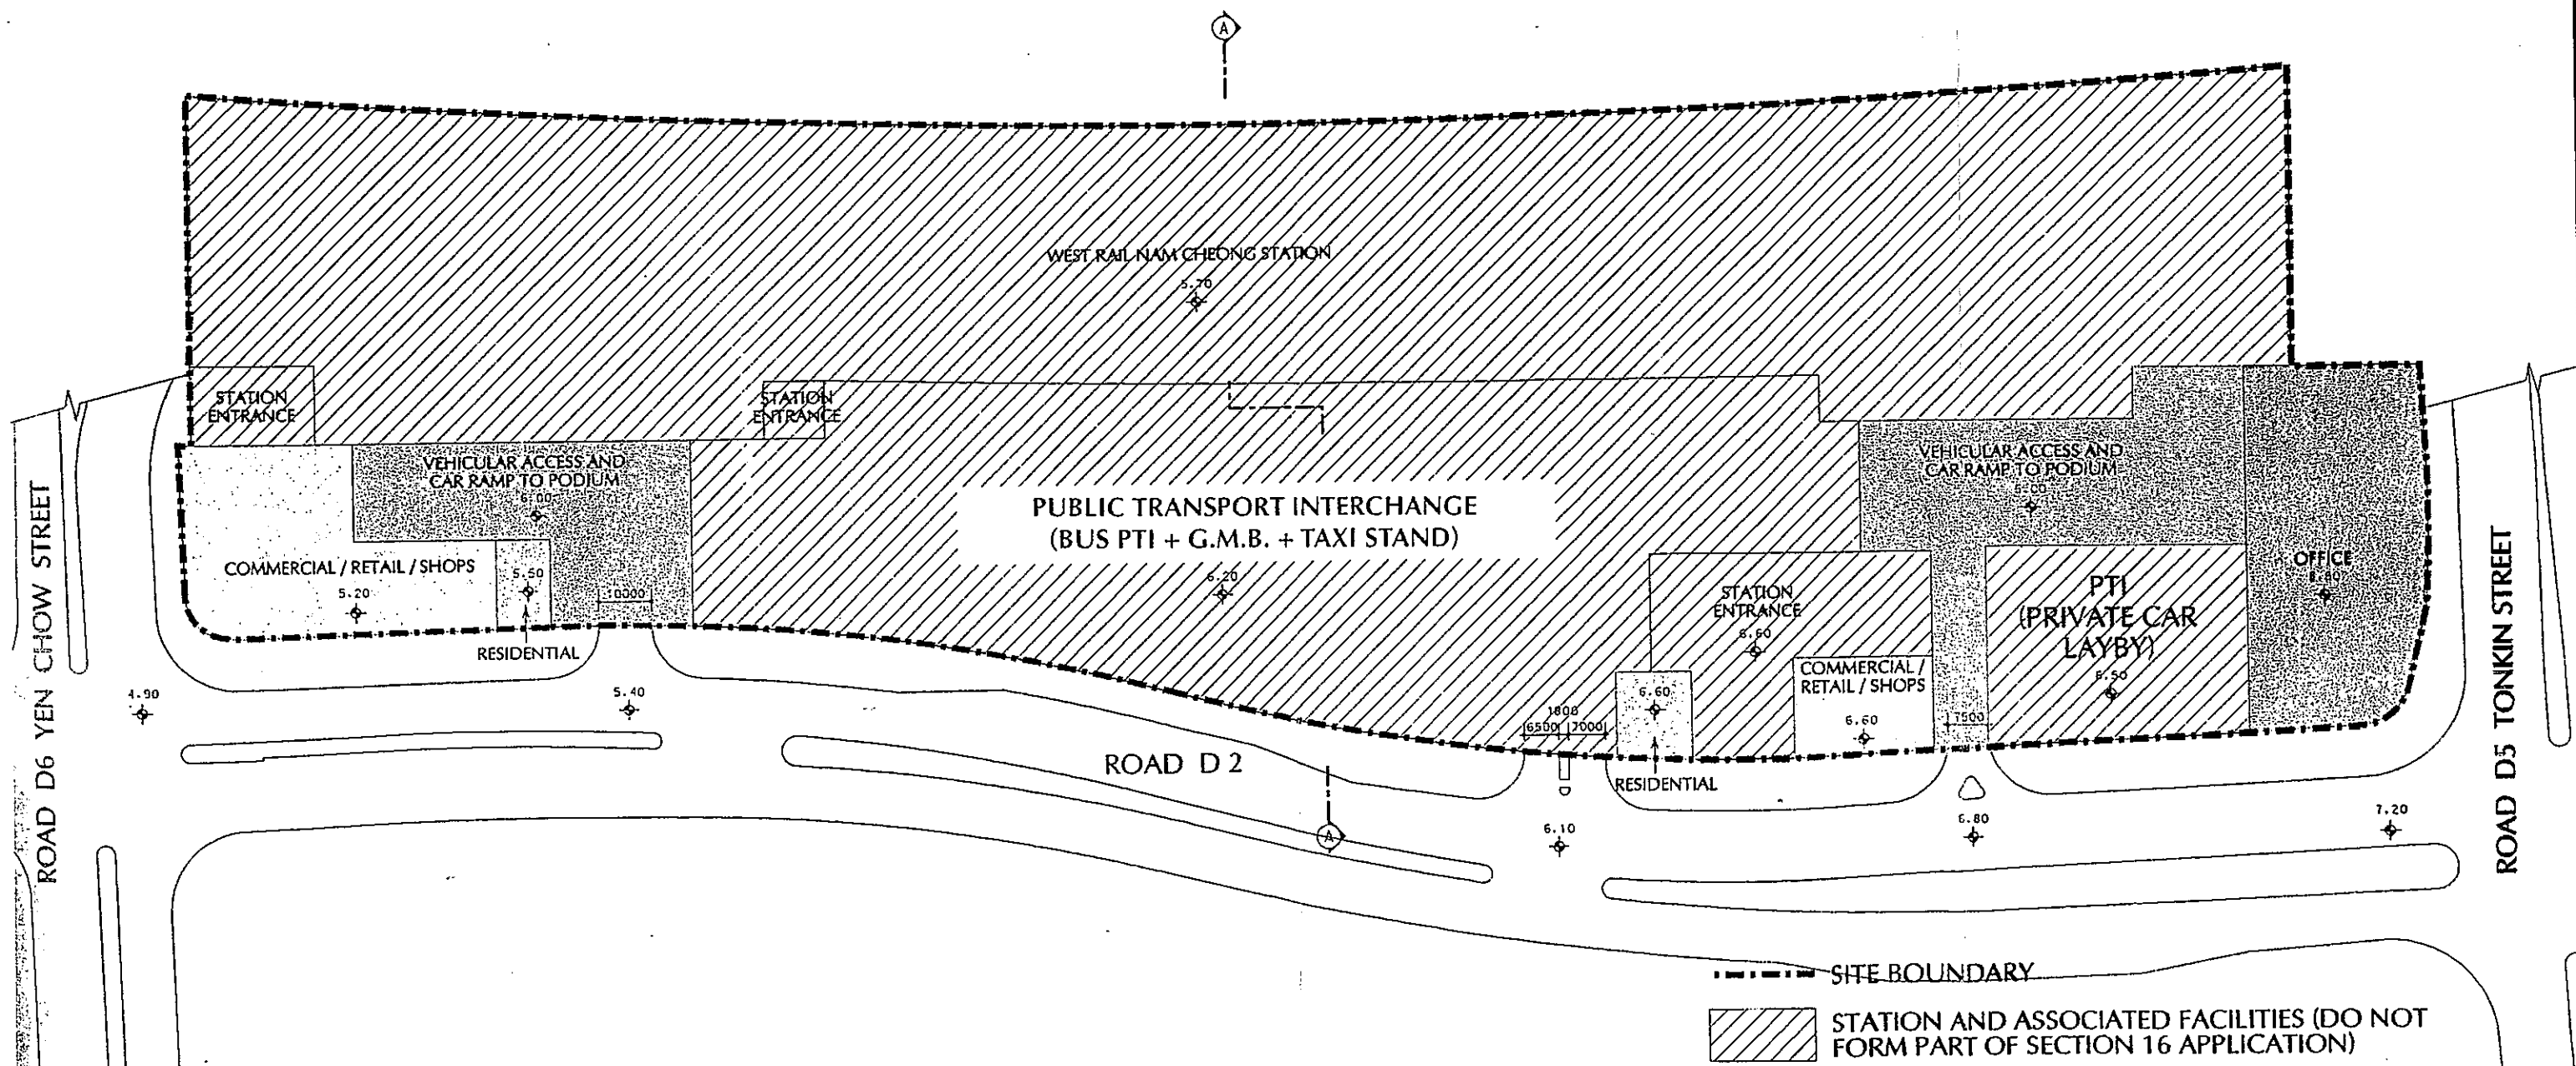 A
WEST RAIL NAM CHEONG STATION
5.70
STATION
ENTRANCE
STATION
ENTRANCE
VEHICULAR ACCESS AND
CAR RAMP TO PODIUM
6.00
VEHICULAR ACCESS AND
CAR RAMP TO PODIUM
PUBLIC TRANSPORT INTERCHANGE
(BUS PTI + G.M.B. + TAXI STAND)
6.20
COMMERCIAL / RETAIL / SHOPS
5.20
5.50
10000
RESIDENTIAL
STATION
ENTRANCE
6.60
PTI
(PRIVATE CAR
LAYBY)
6.50
OFFICE
COMMERCIAL /
RETAIL / SHOPS
6.60
6.60
1800
6500
7000
7500
RESIDENTIAL
4.90
5.40
ROAD D 2
A
6.10
6.80
7.20
ROAD D6 YEN CHOW STREET
ROAD D5 TONKIN STREET
SITE BOUNDARY
STATION AND ASSOCIATED FACILITIES (DO NOT
FORM PART OF SECTION 16 APPLICATION)